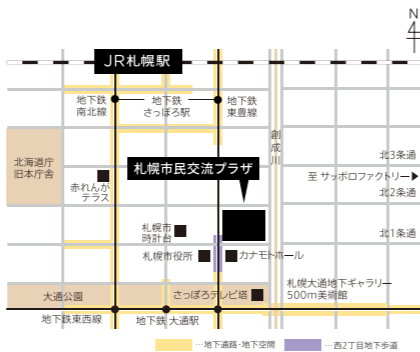 N
JR札幌駅
地下鉄
南北線
地下鉄
さっぽろ駅
地下鉄
東豊線
創成川
北海道庁
旧本庁舎
赤れんが
テラス
札幌市民交流プラザ
北3条通
至 サッポロファクトリー
北2条通
札幌市
時計台
北1条通
札幌市役所
カナモトホール
札幌大通地下ギャラリー
500m美術館
大通公園
さっぽろテレビ塔
地下鉄東西線
地下鉄 大通駅
…地下通路・地下空間
…西2丁目地下歩道